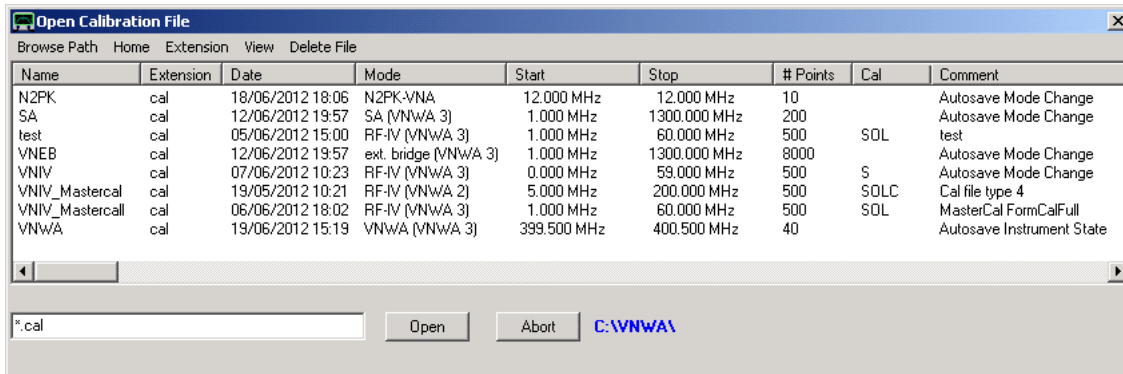 Open Calibration File
Browse Path Home Extension View Delete File
Name Extension Date Mode Start Stop # Points Cal Comment
N2PK cal 18/06/2012 18:06 N2PK-VNA 12.000 MHz 12.000 MHz 10 Autosave Mode Change
SA cal 12/06/2012 19:57 SA (VNWA 3) 1.000 MHz 1300.000 MHz 200 Autosave Mode Change
test cal 05/06/2012 15:00 RF-IV (VNWA 3) 1.000 MHz 60.000 MHz 500 SOL test
VNEB cal 12/06/2012 19:57 ext. bridge (VNWA 3) 1.000 MHz 1300.000 MHz 8000 Autosave Mode Change
VNIV cal 07/06/2012 10:23 RF-IV (VNWA 3) 0.000 MHz 59.000 MHz 500 S Autosave Mode Change
VNIV_Mastercal cal 19/05/2012 10:21 RF-IV (VNWA 2) 5.000 MHz 200.000 MHz 500 SOLC Cal file type 4
VNIV_Mastercall cal 06/06/2012 18:02 RF-IV (VNWA 3) 1.000 MHz 60.000 MHz 500 SOL MasterCal FormCalFull
VNWA cal 19/06/2012 15:19 VNWA (VNWA 3) 399.500 MHz 400.500 MHz 40 Autosave Instrument State
*.cal Open Abort C:\VNWA\